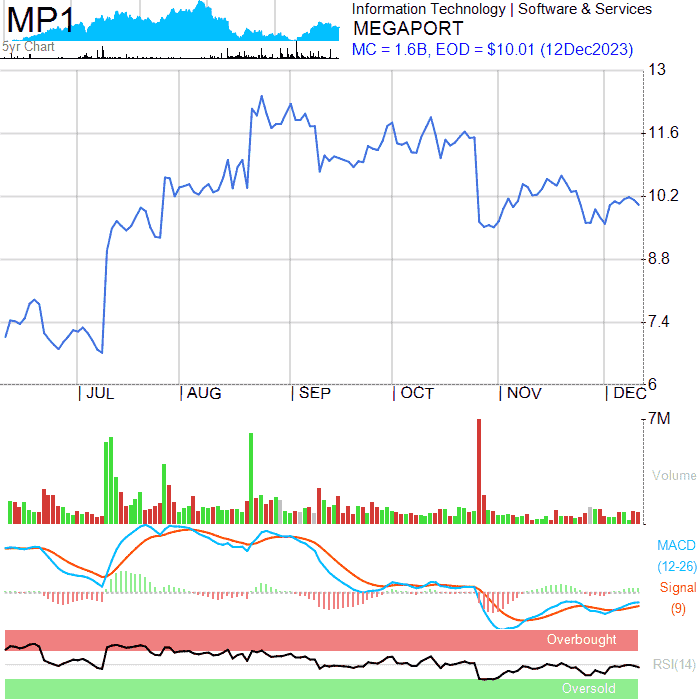 MP1
5yr Chart
Information Technology | Software & Services
MEGAPORT
MC = 1.6B, EOD = $10.01 (12Dec2023)
13
11.6
10.2
8.8
7.4
6
| JUL | AUG | SEP | OCT | NOV | DEC
7M
Volume
MACD
(12-26)
Signal
(9)
Overbought
RSI(14)
Oversold